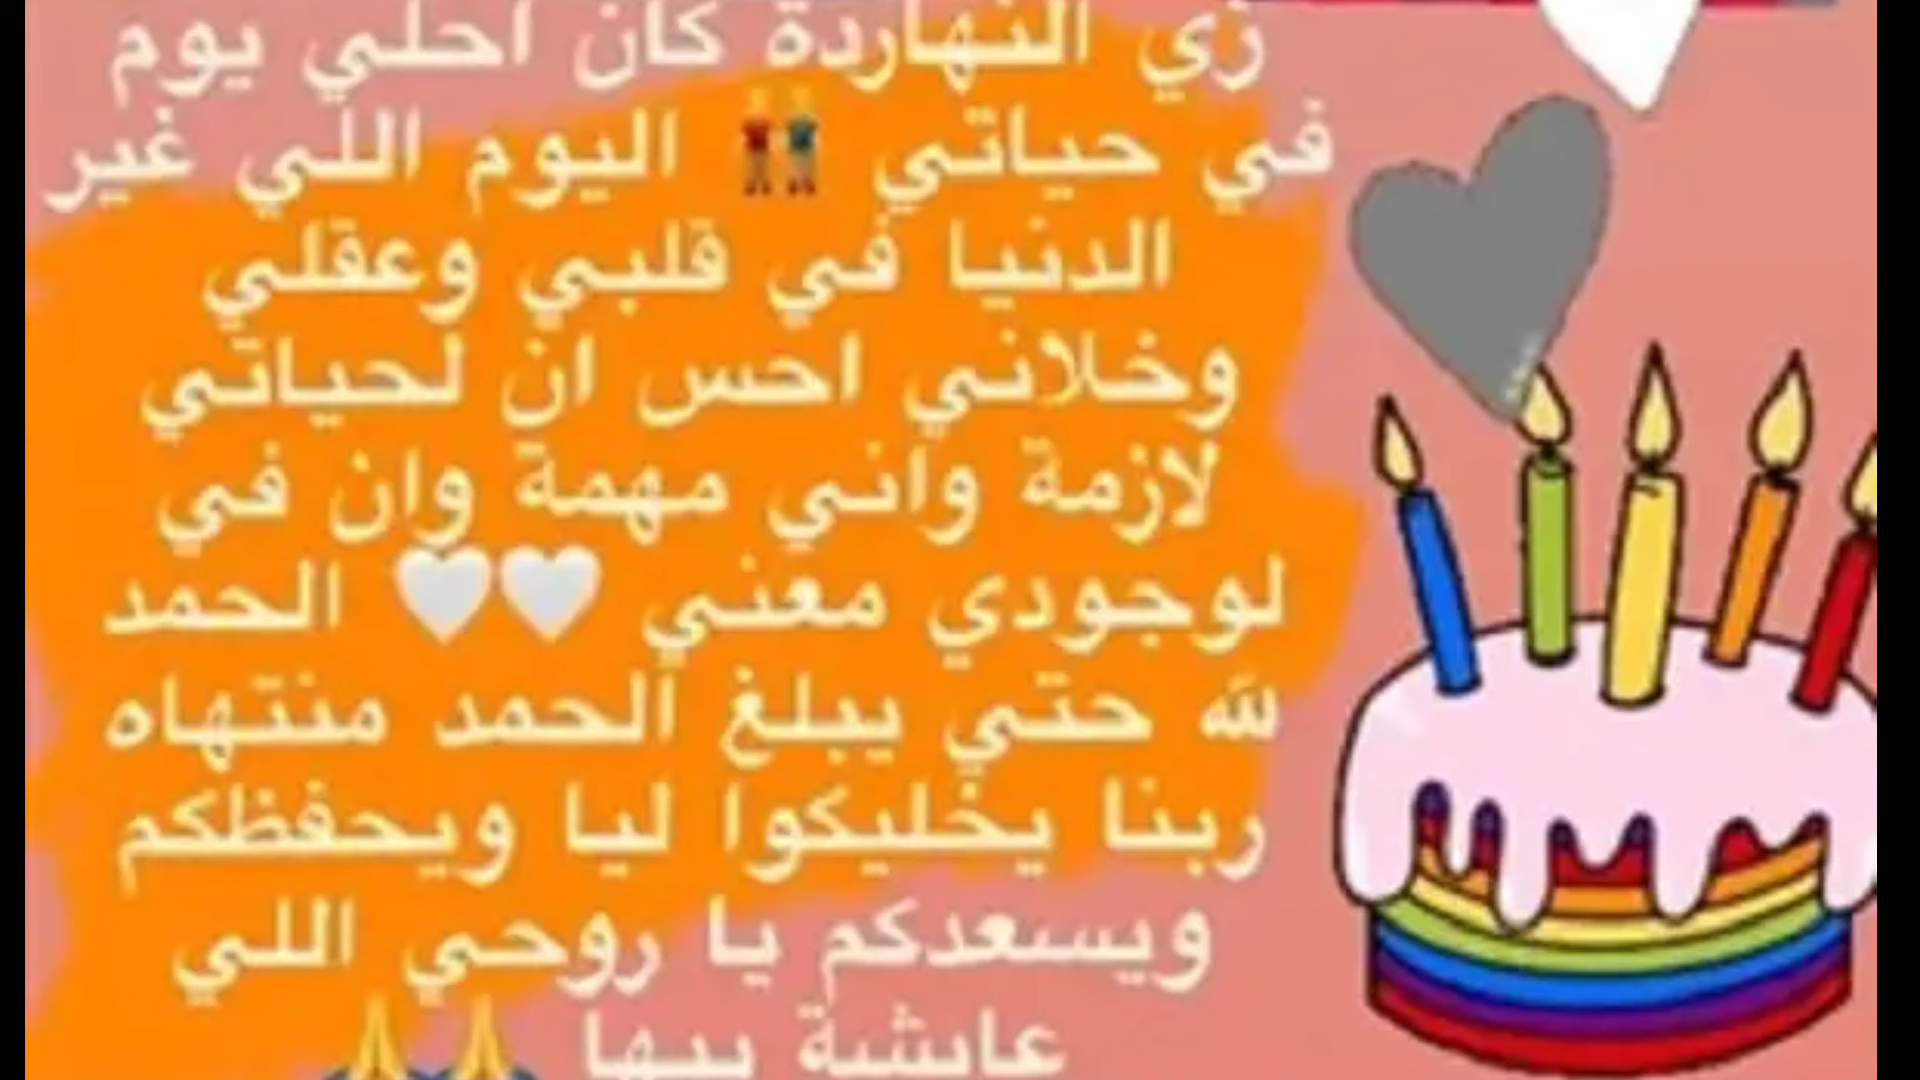 زي النهاردة كان احلي يوم
في حياتي 👬 اليوم اللي غير
الدنيا في قلبي وعقلي
وخلاني احس ان لحياتي
لازمة واني مهمة وان في
لوجودي معني 🤍🤍 الحمد
لله حتي يبلغ الحمد منتهاه
ربنا يخليكوا ليا ويحفظكم
ويسعدكم يا روحي اللي
عايشة بيها 🙏🙏